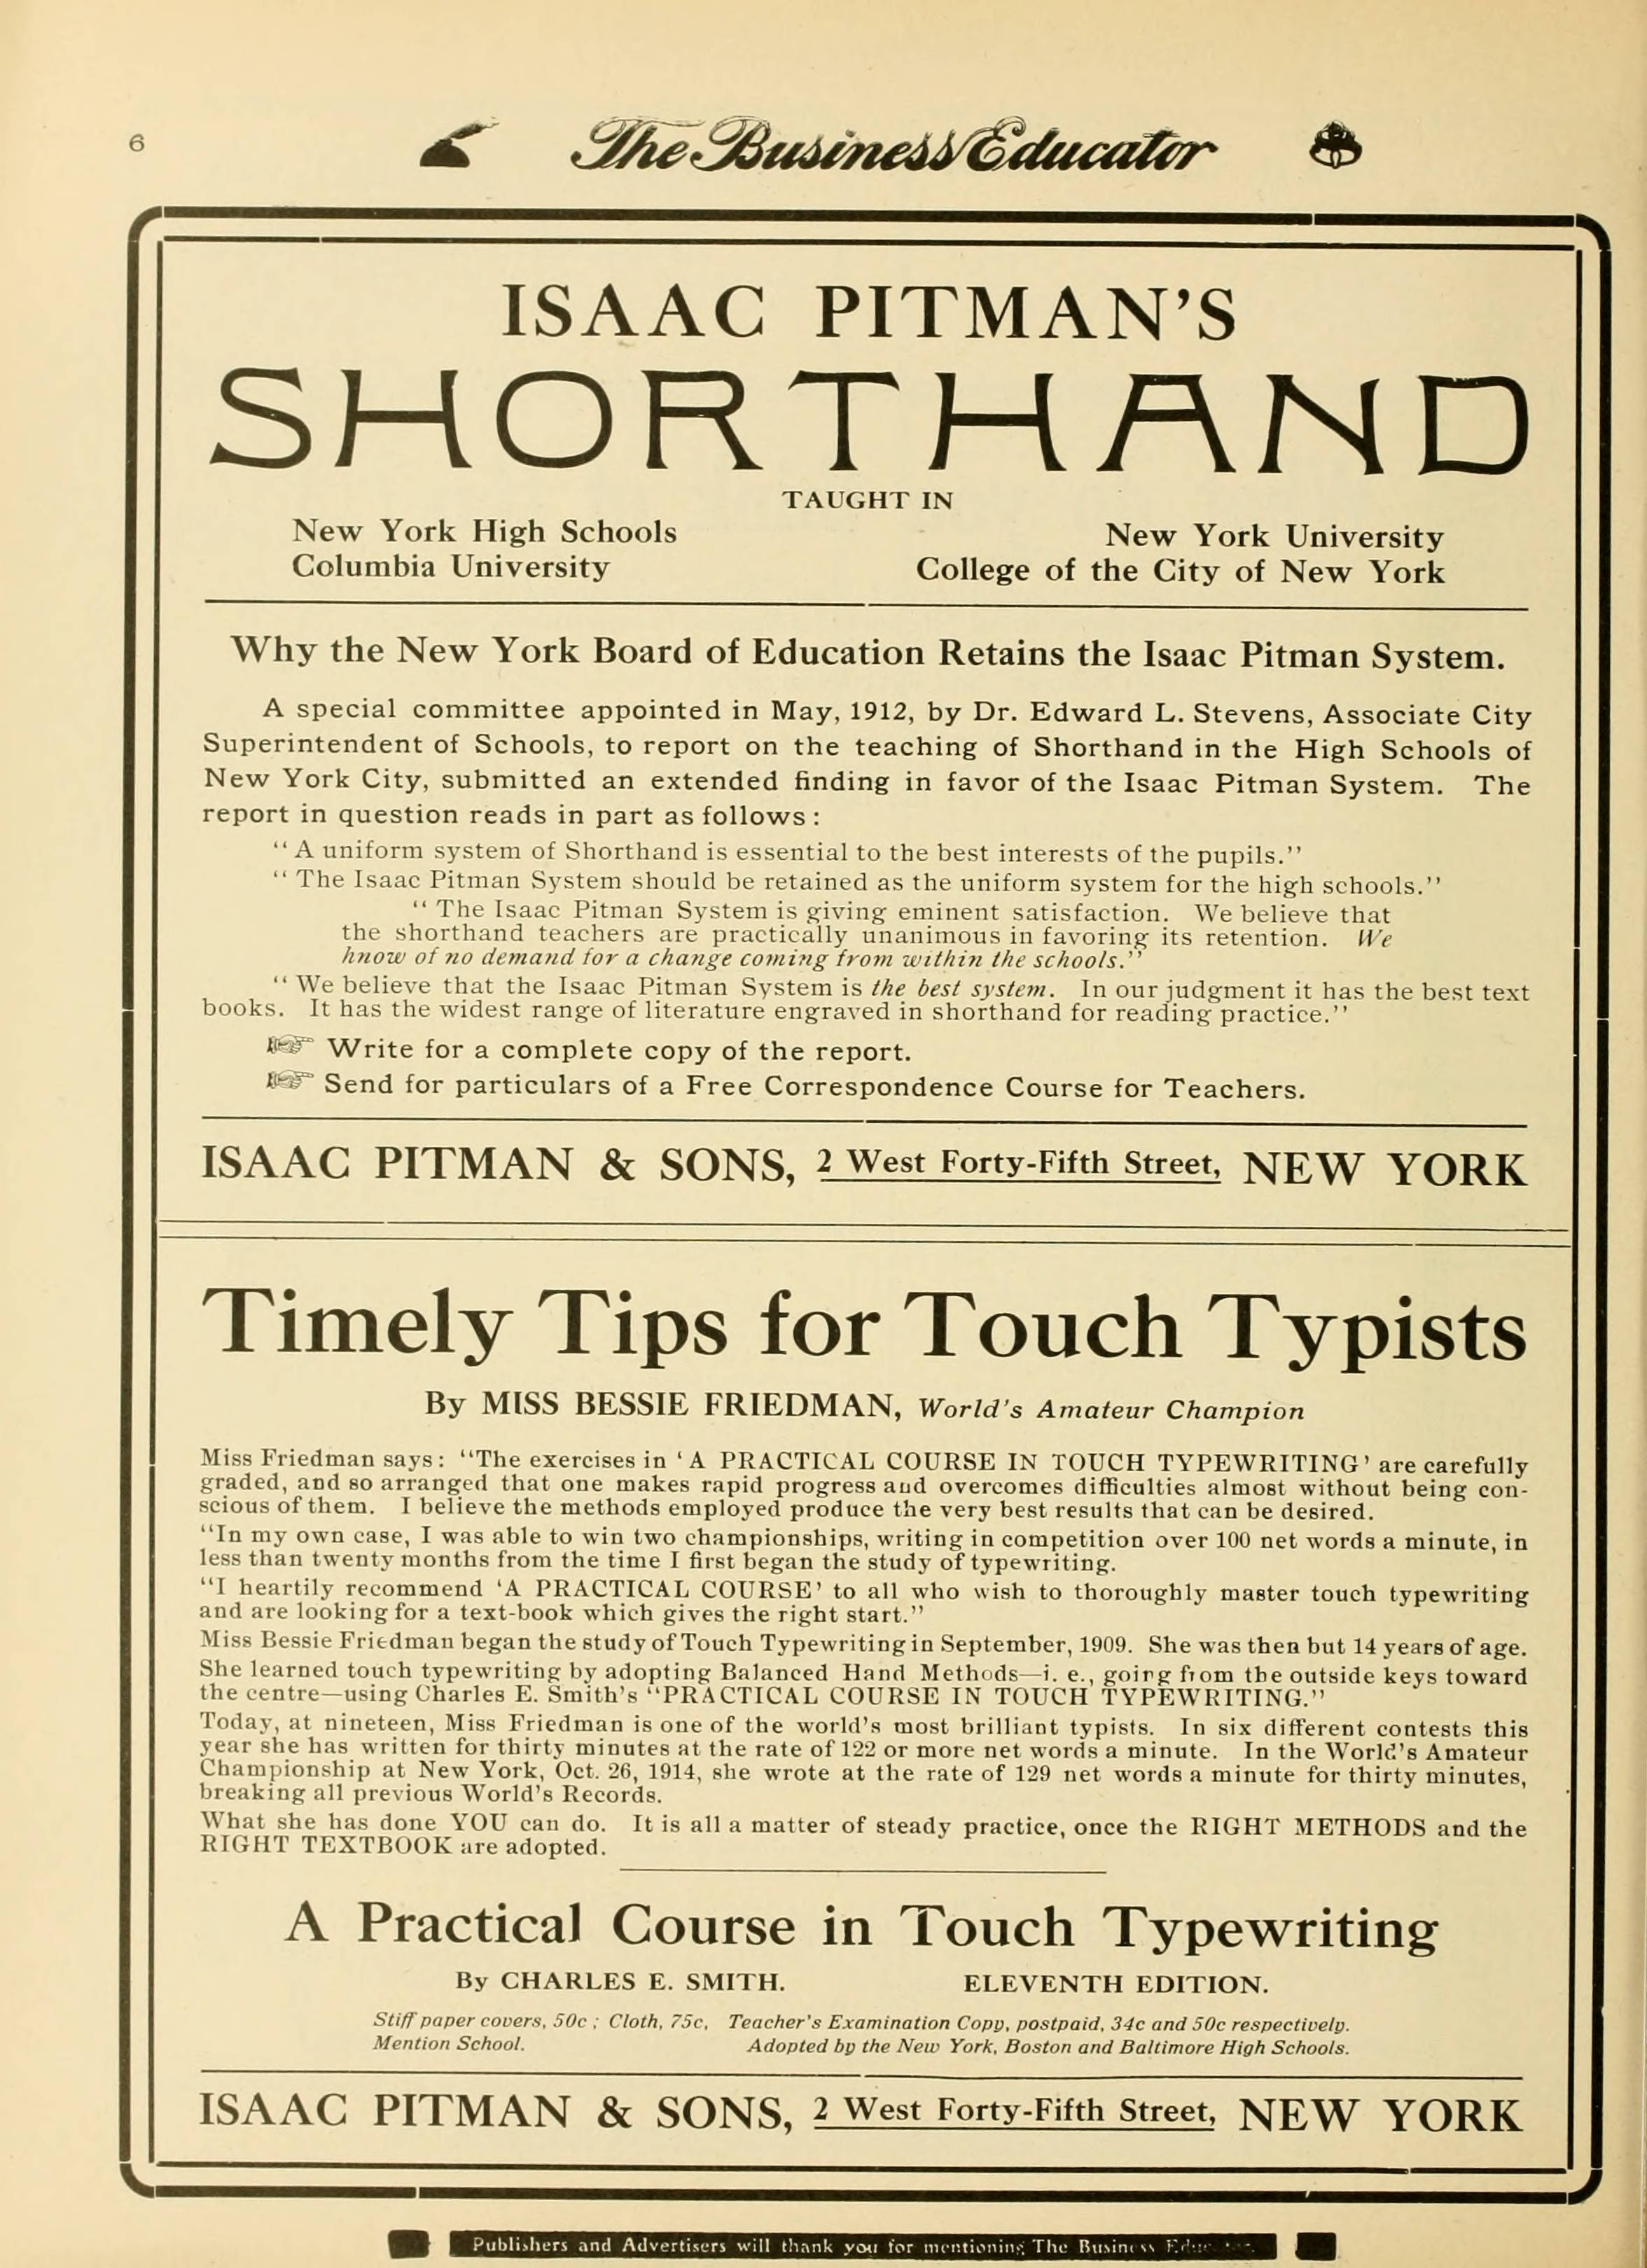 6
The Business Educator
ISAAC PITMAN'S
SHORTHAND
TAUGHT IN
New York High Schools
New York University
Columbia University
College of the City of New York
Why the New York Board of Education Retains the Isaac Pitman System.
A special committee appointed in May, 1912, by Dr. Edward L. Stevens, Associate City
Superintendent of Schools, to report on the teaching of Shorthand in the High Schools of
New York City, submitted an extended finding in favor of the Isaac Pitman System. The
report in question reads in part as follows:
"A uniform system of Shorthand is essential to the best interests of the pupils."
"The Isaac Pitman System should be retained as the uniform system for the high schools."
"The Isaac Pitman System is giving eminent satisfaction. We believe that
the shorthand teachers are practically unanimous in favoring its retention. We
know of no demand for a change coming from within the schools."
"We believe that the Isaac Pitman System is the best system. In our judgment it has the best text
books. It has the widest range of literature engraved in shorthand for reading practice."
☞ Write for a complete copy of the report.
☞ Send for particulars of a Free Correspondence Course for Teachers.
ISAAC PITMAN & SONS, 2 West Forty-Fifth Street, NEW YORK
Timely Tips for Touch Typists
By MISS BESSIE FRIEDMAN, World's Amateur Champion
Miss Friedman says: "The exercises in 'A PRACTICAL COURSE IN TOUCH TYPEWRITING' are carefully
graded, and so arranged that one makes rapid progress and overcomes difficulties almost without being con-
scious of them. I believe the methods employed produce the very best results that can be desired.
"In my own case, I was able to win two championships, writing in competition over 100 net words a minute, in
less than twenty months from the time I first began the study of typewriting.
"I heartily recommend 'A PRACTICAL COURSE' to all who wish to thoroughly master touch typewriting
and are looking for a text-book which gives the right start."
Miss Bessie Friedman began the study of Touch Typewriting in September, 1909. She was then but 14 years of age.
She learned touch typewriting by adopting Balanced Hand Methods—i. e., going from the outside keys toward
the centre—using Charles E. Smith's "PRACTICAL COURSE IN TOUCH TYPEWRITING."
Today, at nineteen, Miss Friedman is one of the world's most brilliant typists. In six different contests this
year she has written for thirty minutes at the rate of 122 or more net words a minute. In the World's Amateur
Championship at New York, Oct. 26, 1914, she wrote at the rate of 129 net words a minute for thirty minutes,
breaking all previous World's Records.
What she has done YOU can do. It is all a matter of steady practice, once the RIGHT METHODS and the
RIGHT TEXTBOOK are adopted.
A Practical Course in Touch Typewriting
By CHARLES E. SMITH. ELEVENTH EDITION.
Stiff paper covers, 50c; Cloth, 75c, Teacher's Examination Copy, postpaid, 34c and 50c respectively.
Mention School. Adopted by the New York, Boston and Baltimore High Schools.
ISAAC PITMAN & SONS, 2 West Forty-Fifth Street, NEW YORK
Publishers and Advertisers will thank you for mentioning The Business